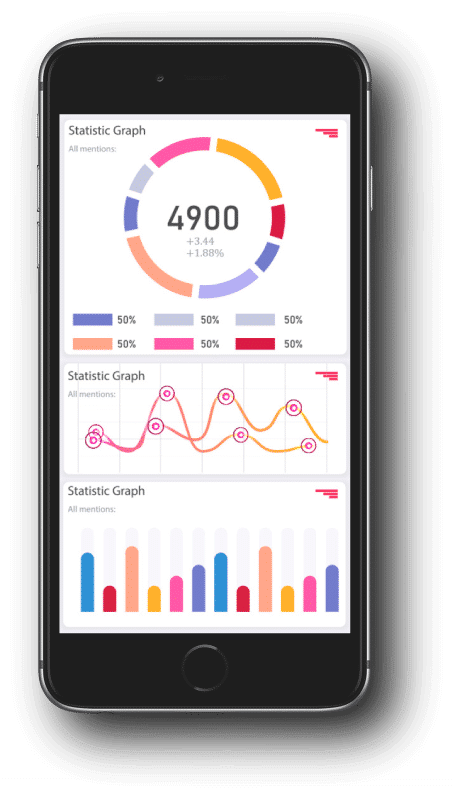 Statistic Graph
All mentions:
4900
+3.44
+1.88%
50% 50% 50%
50% 50% 50%
Statistic Graph
All mentions:
Statistic Graph
All mentions: